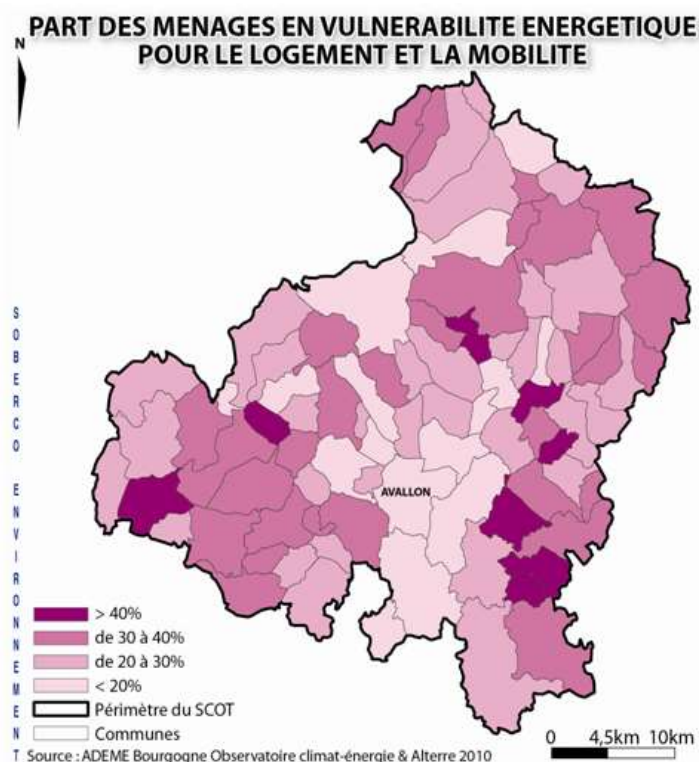 PART DES MENAGES EN VULNERABILITE ENERGETIQUE
POUR LE LOGEMENT ET LA MOBILITE
N
AVALLON
> 40%
de 30 à 40%
de 20 à 30%
< 20%
Périmètre du SCOT
Communes
0 4,5km 10km
Source : ADEME Bourgogne Observatoire climat-énergie & Alterre 2010
SOBERCO ENVIRONNEMENT